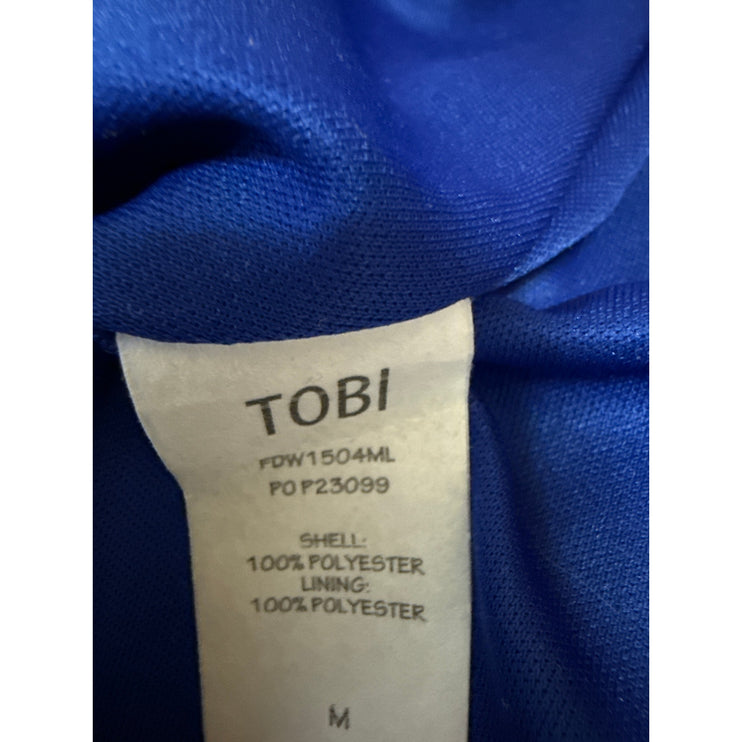 TOBI
FDW1504ML
PO P23099
SHELL:
100% POLYESTER
LINING:
100% POLYESTER
M